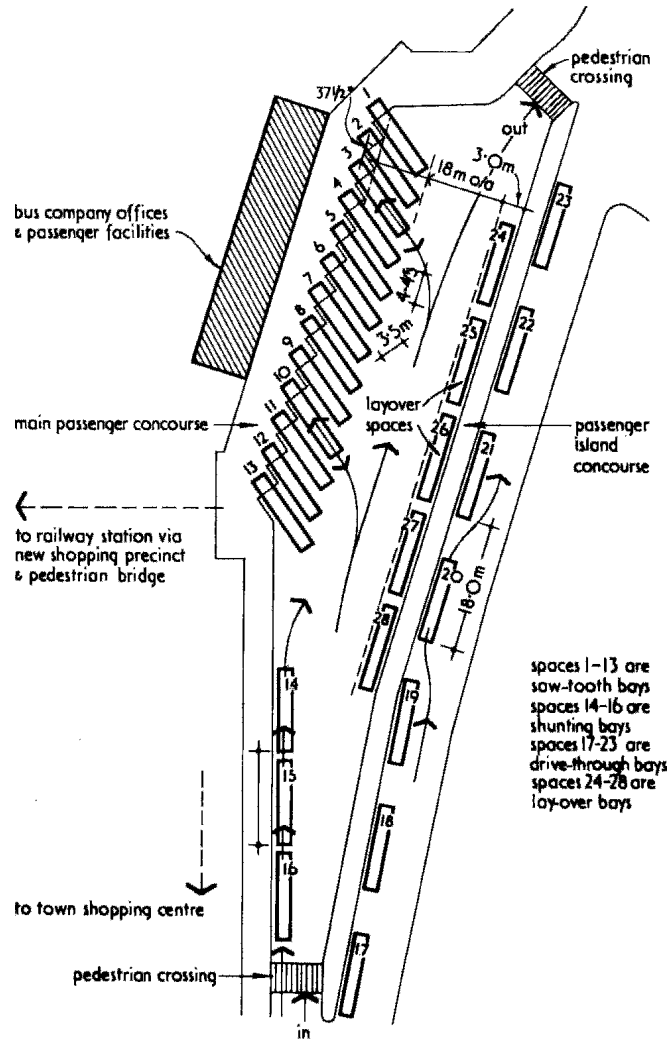 pedestrian
crossing
37½°
out
3·0m
18m o/a
1
2
3
4
5
6
7
8
9
10
11
12
13
23
24
22
25
21
26
27
20
28
19
14
15
18
16
17
4·45
3·5m
18·0m
bus company offices
& passenger facilities
layover
spaces
main passenger concourse
passenger
island
concourse
to railway station via
new shopping precinct
& pedestrian bridge
spaces 1-13 are
saw-tooth bays
spaces 14-16 are
shunting bays
spaces 17-23 are
drive-through bays
spaces 24-28 are
lay-over bays
to town shopping centre
pedestrian crossing
in